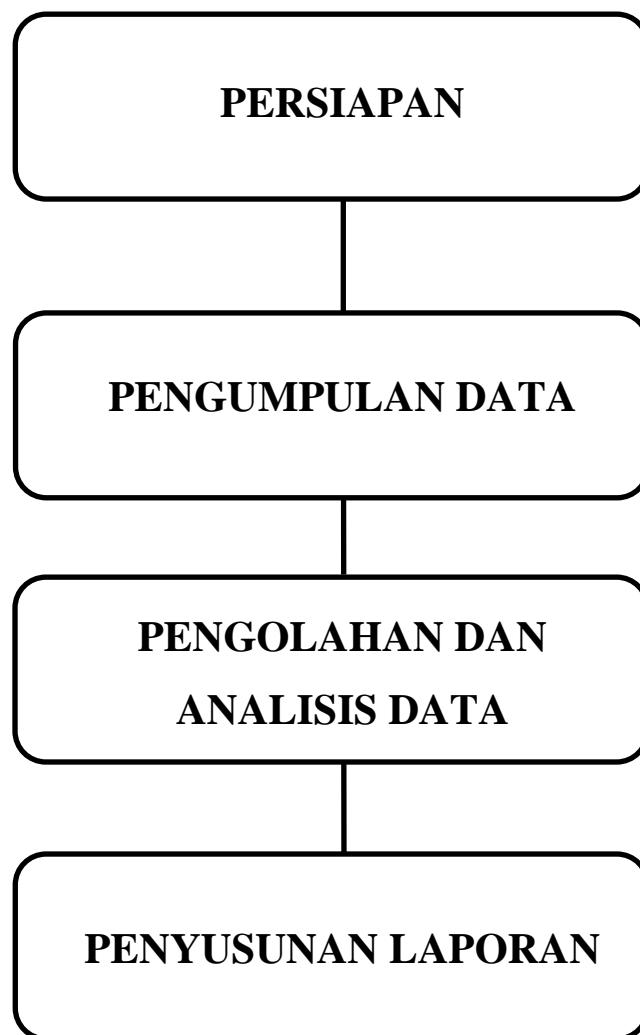 PERSIAPAN
PENGUMPULAN DATA
PENGOLAHAN DAN
ANALISIS DATA
PENYUSUNAN LAPORAN